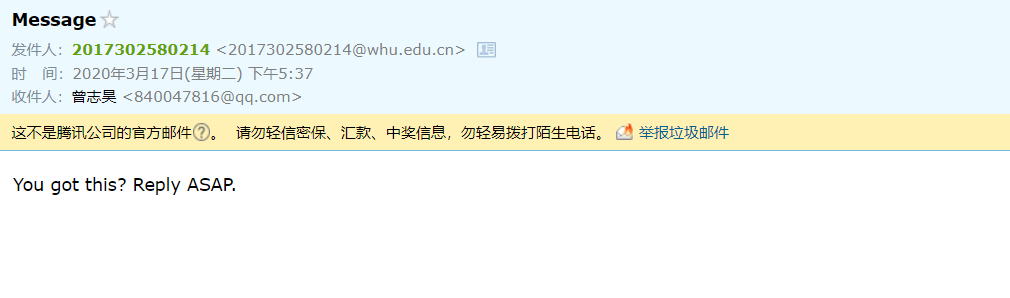 Message
发件人：2017302580214 <2017302580214@whu.edu.cn>
时　间：2020年3月17日(星期二) 下午5:37
收件人：曾志昊 <840047816@qq.com>
这不是腾讯公司的官方邮件?。 请勿轻信密保、汇款、中奖信息，勿轻易拨打陌生电话。 举报垃圾邮件
You got this? Reply ASAP.